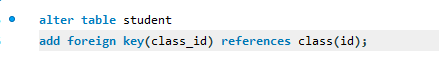 alter table student
add foreign key(class_id) references class(id);